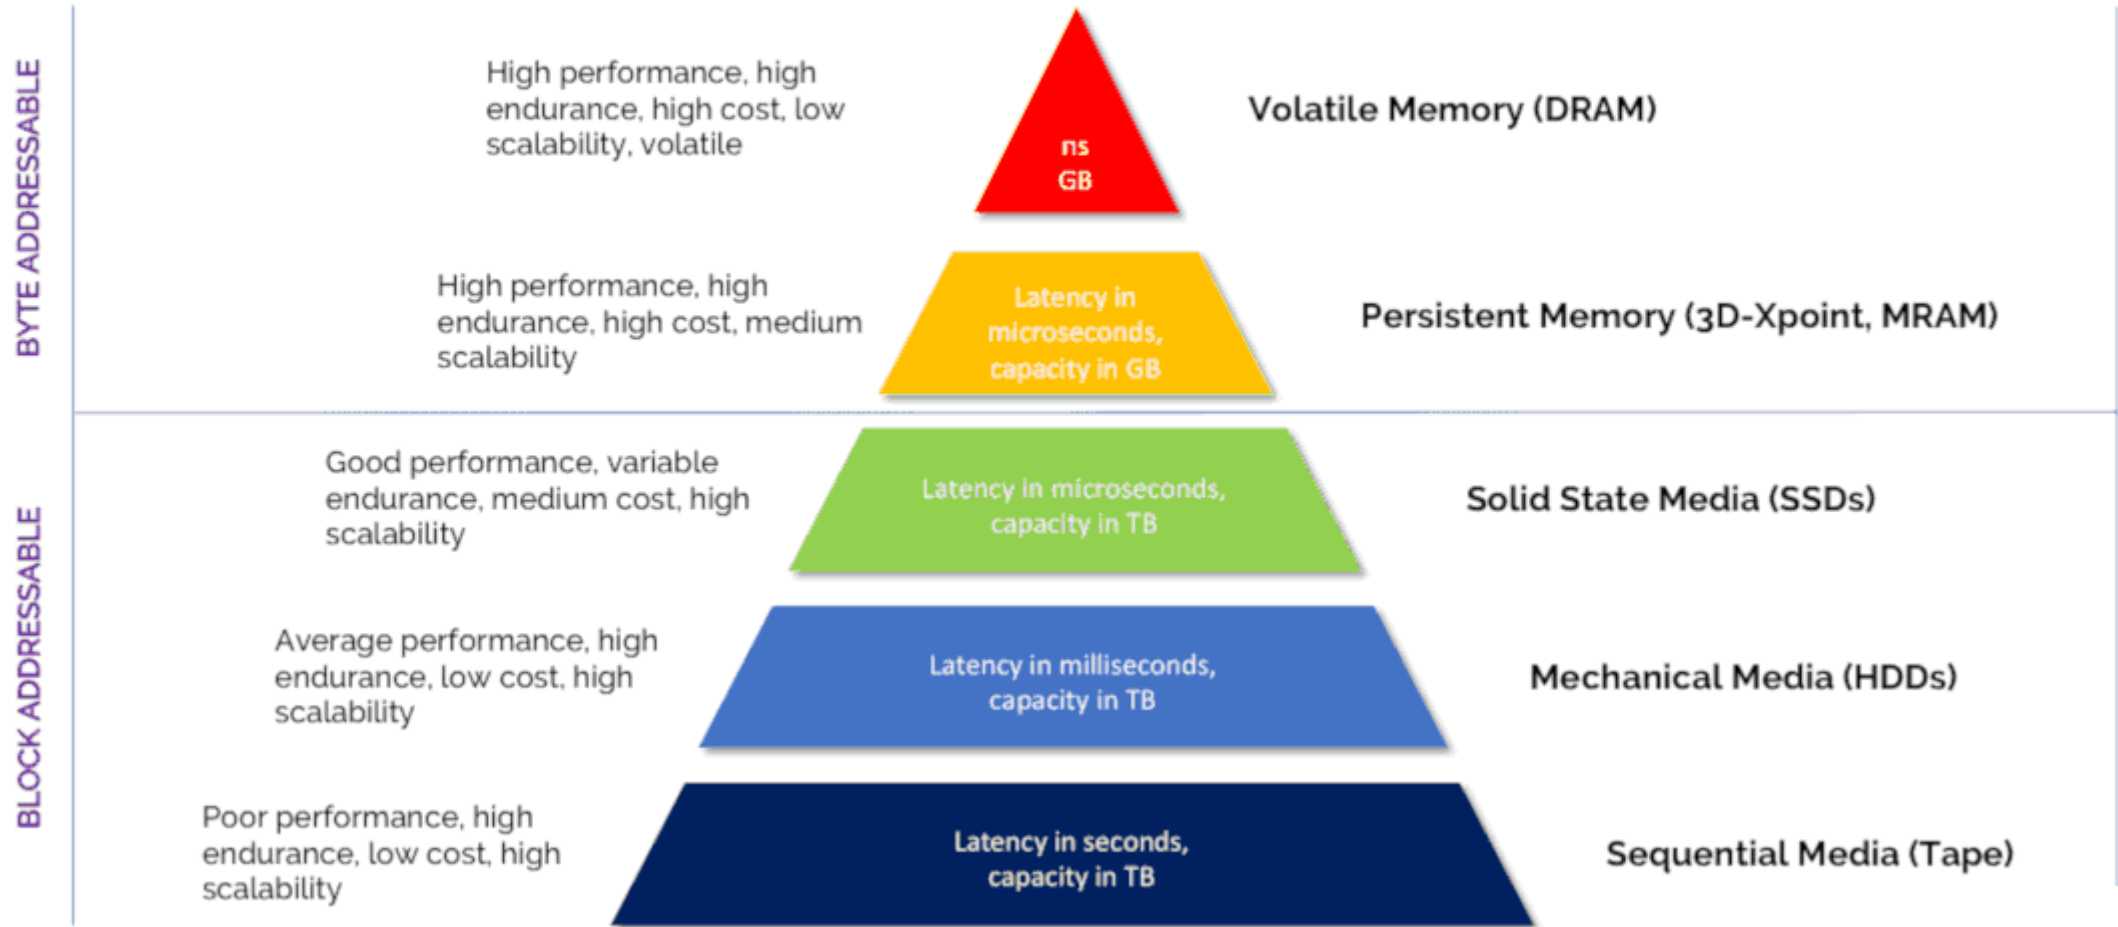 BYTE ADDRESSABLE
High performance, high
endurance, high cost, low
scalability, volatile
ns
GB
Volatile Memory (DRAM)
High performance, high
endurance, high cost, medium
scalability
Latency in
microseconds,
capacity in GB
Persistent Memory (3D-Xpoint, MRAM)
BLOCK ADDRESSABLE
Good performance, variable
endurance, medium cost, high
scalability
Latency in microseconds,
capacity in TB
Solid State Media (SSDs)
Average performance, high
endurance, low cost, high
scalability
Latency in milliseconds,
capacity in TB
Mechanical Media (HDDs)
Poor performance, high
endurance, low cost, high
scalability
Latency in seconds,
capacity in TB
Sequential Media (Tape)